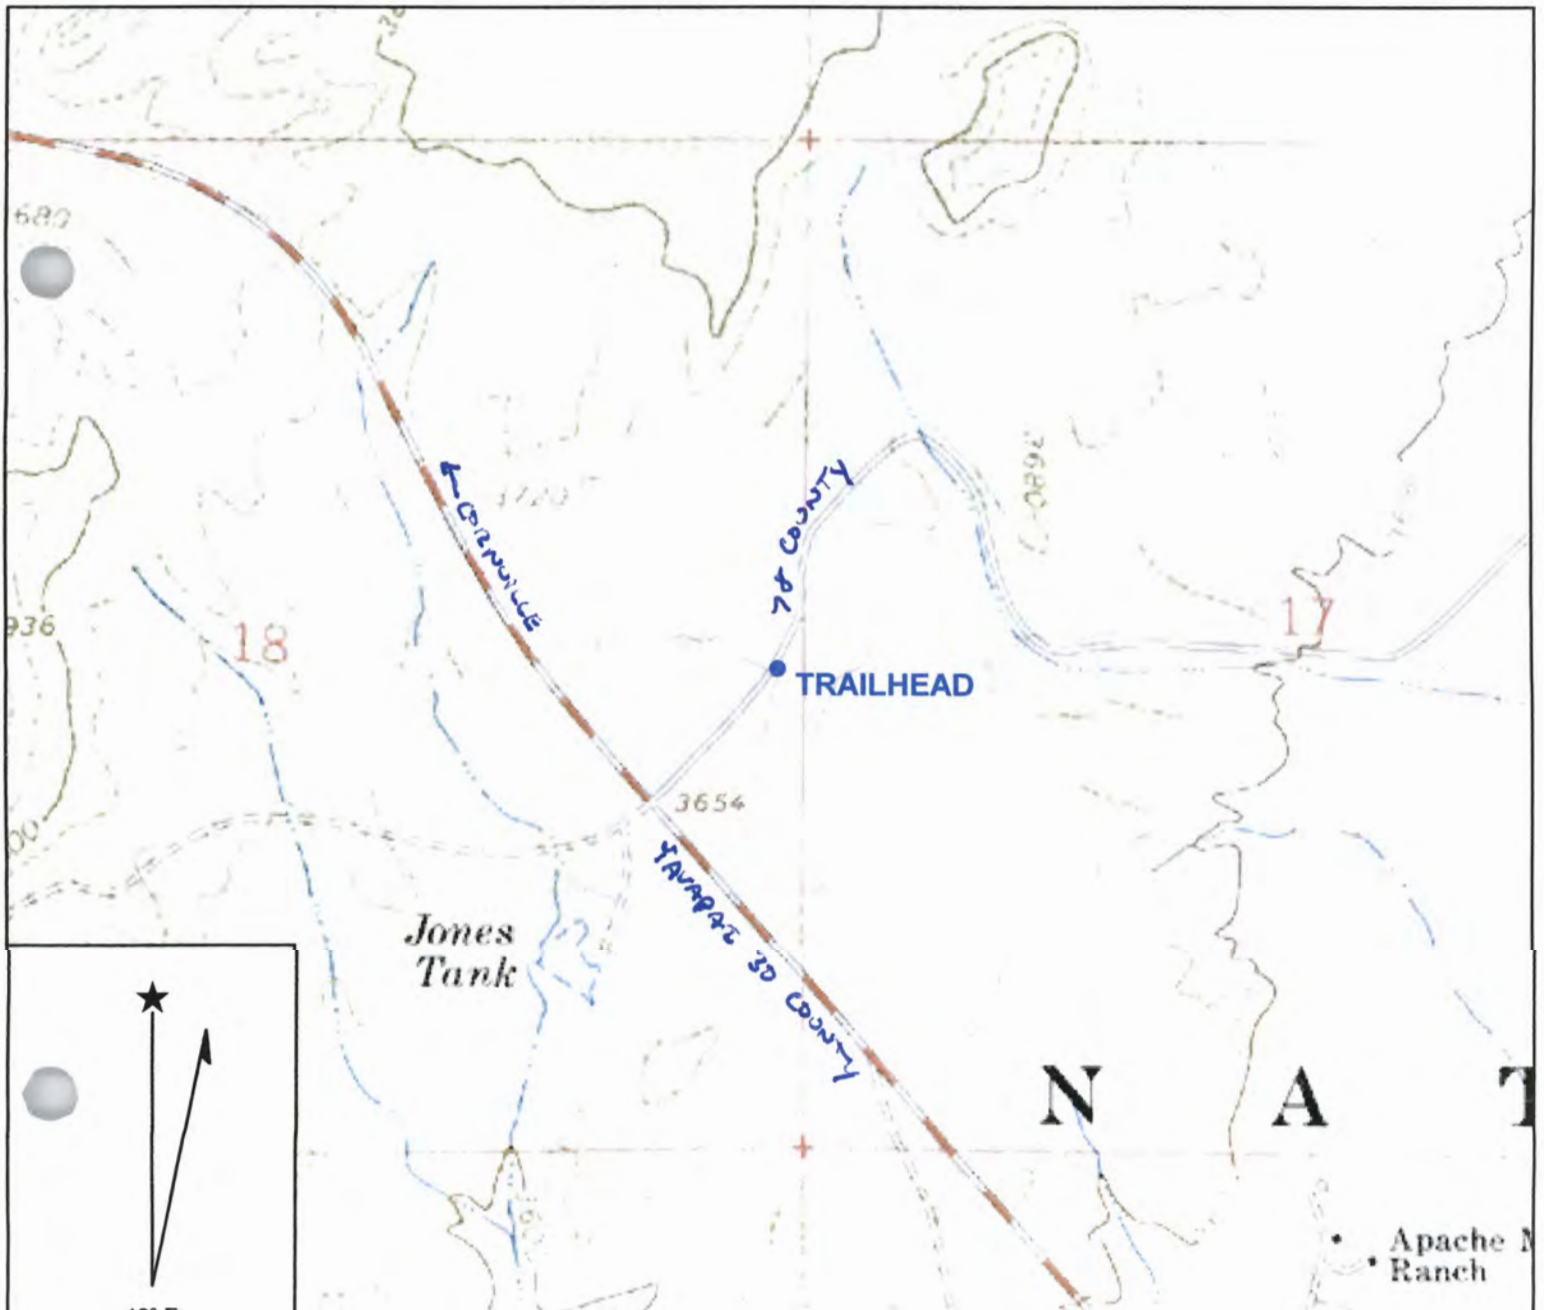 680
← CORNVILLE
3720
78 COUNTY
3680
936
18
17
TRAILHEAD
3654
YAVAPAI 30 COUNTY
Jones
Tank
N A T
Apache
Ranch